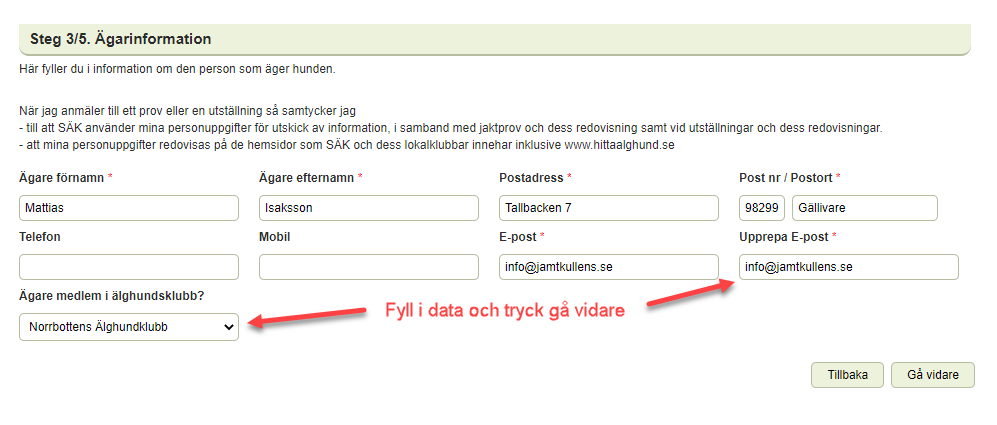 Steg 3/5. Ägarinformation
Här fyller du i information om den person som äger hunden.
När jag anmäler till ett prov eller en utställning så samtycker jag
- till att SÄK använder mina personuppgifter för utskick av information, i samband med jaktprov och dess redovisning samt vid utställningar och dess redovisningar.
- att mina personuppgifter redovisas på de hemsidor som SÄK och dess lokalklubbar innehar inklusive www.hittaalghund.se
Ägare förnamn * Ägare efternamn * Postadress * Post nr / Postort *
Mattias Isaksson Tallbacken 7 98299 Gällivare
Telefon Mobil E-post * Upprepa E-post *
info@jamtkullens.se info@jamtkullens.se
Ägare medlem i älghundsklubb?
Fyll i data och tryck gå vidare
Norrbottens Älghundklubb
Tillbaka Gå vidare